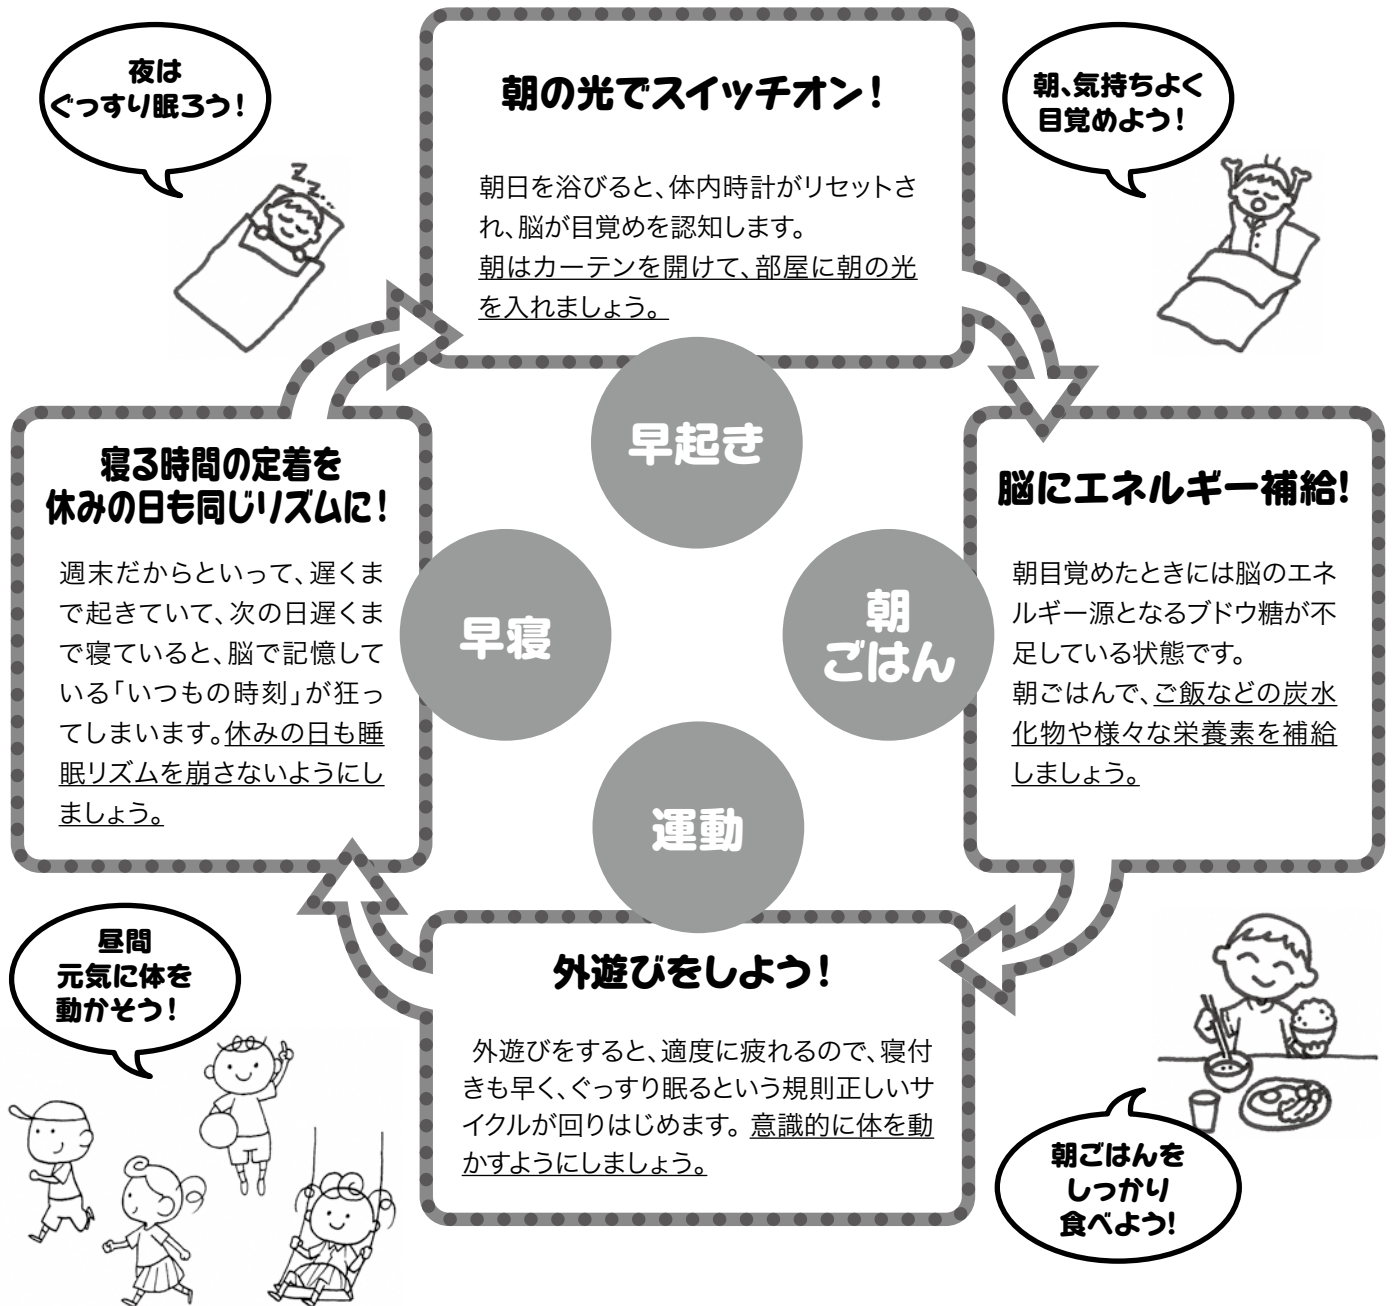 夜は
ぐっすり眠ろう!
朝の光でスイッチオン!
朝日を浴びると、体内時計がリセットさ
れ、脳が目覚めを認知します。
朝はカーテンを開けて、部屋に朝の光
を入れましょう。
朝、気持ちよく
目覚めよう!
ZZ
早起き
脳にエネルギー補給!
朝目覚めたときには脳のエネ
ルギー源となるブドウ糖が不
足している状態です。
朝ごはんで、ご飯などの炭水
化物や様々な栄養素を補給
しましょう。
朝
ごはん
寝る時間の定着を
休みの日も同じリズムに!
週末だからといって、遅くま
で起きていて、次の日遅くま
で寝ていると、脳で記憶して
いる「いつもの時刻」が狂っ
てしまいます。休みの日も睡
眠リズムを崩さないようにし
ましょう。
早寝
運動
外遊びをしよう!
外遊びをすると、適度に疲れるので、寝付
きも早く、ぐっすり眠るという規則正しいサ
イクルが回りはじめます。意識的に体を動
かすようにしましょう。
昼間
元気に体を
動かそう!
朝ごはんを
しっかり
食べよう!